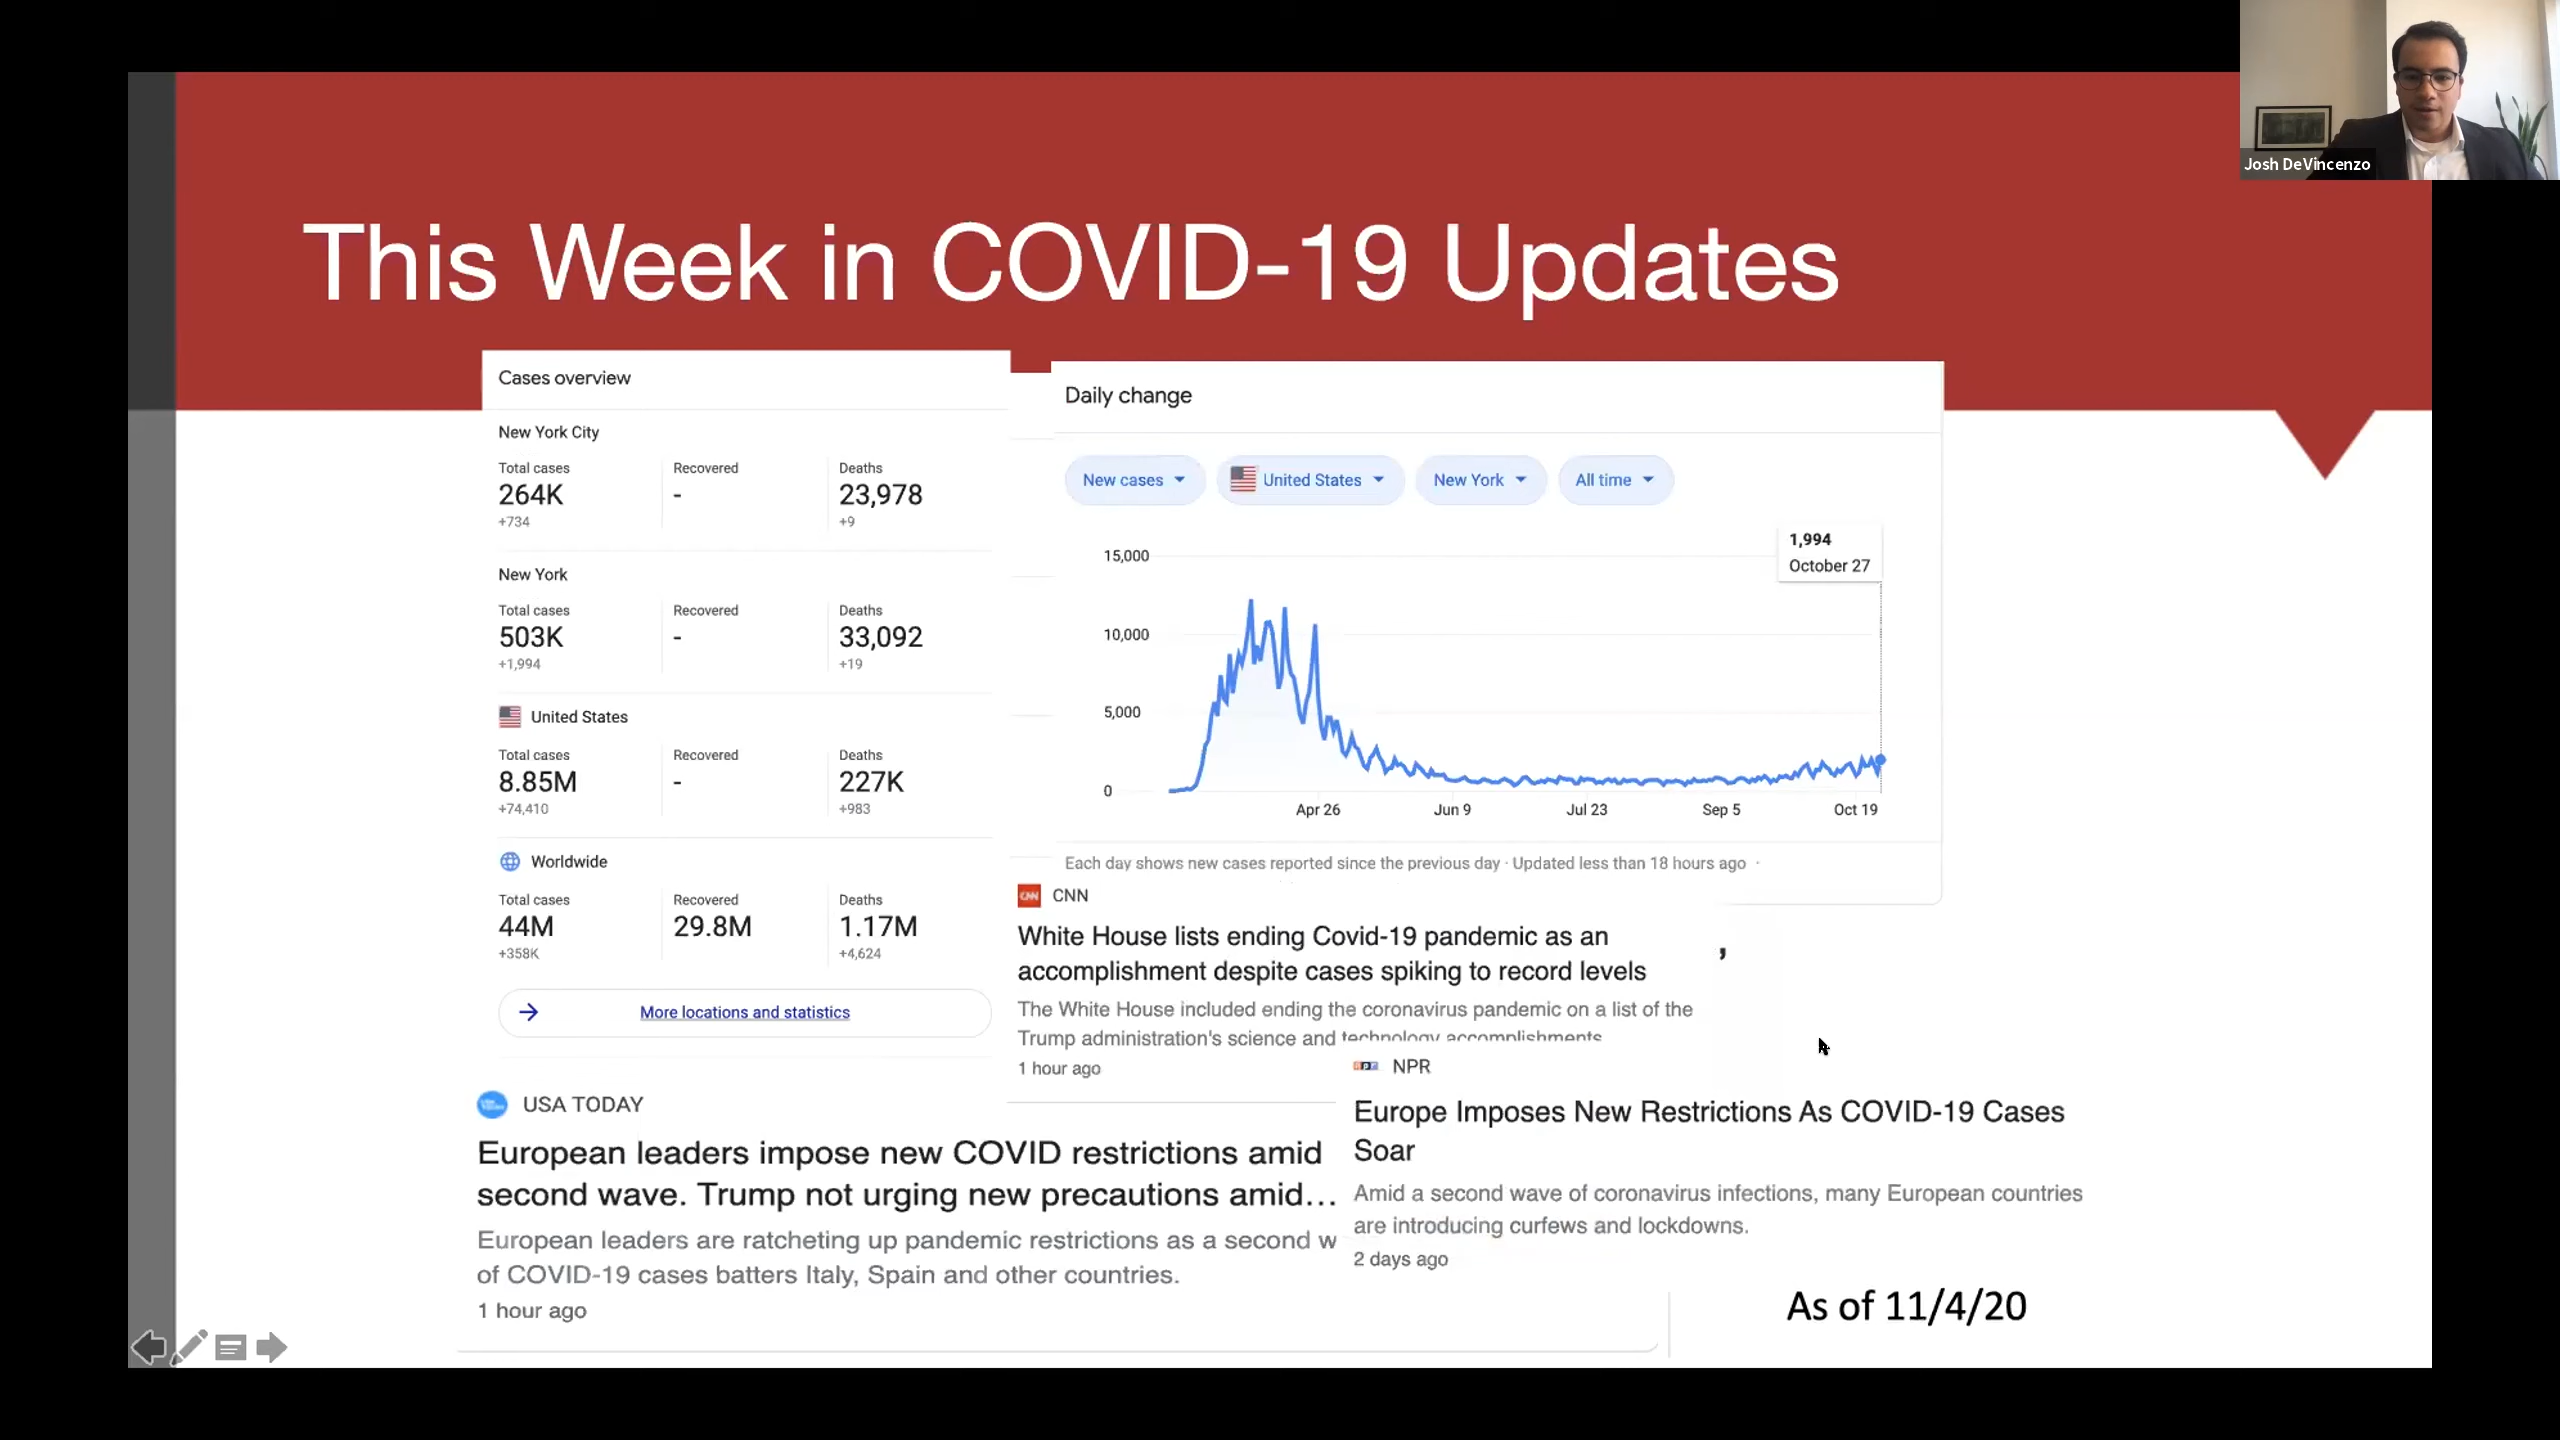 Josh DeVincenzo
This Week in COVID-19 Updates
Cases overview
New York City
Total cases
264K
+734
Recovered
-
Deaths
23,978
+9
New York
Total cases
503K
+1,994
Recovered
-
Deaths
33,092
+19
United States
Total cases
8.85M
+74,410
Recovered
-
Deaths
227K
+983
Worldwide
Total cases
44M
+358K
Recovered
29.8M
Deaths
1.17M
+4,624
More locations and statistics
Daily change
New cases
United States
New York
All time
1,994
October 27
15,000
10,000
5,000
0
Apr 26
Jun 9
Jul 23
Sep 5
Oct 19
Each day shows new cases reported since the previous day · Updated less than 18 hours ago ·
CNN
CNN
White House lists ending Covid-19 pandemic as an
accomplishment despite cases spiking to record levels
,
The White House included ending the coronavirus pandemic on a list of the
Trump administration's science and technology accomplishments
1 hour ago
USA TODAY
European leaders impose new COVID restrictions amid
second wave. Trump not urging new precautions amid...
European leaders are ratcheting up pandemic restrictions as a second w
of COVID-19 cases batters Italy, Spain and other countries.
1 hour ago
npr
NPR
Europe Imposes New Restrictions As COVID-19 Cases
Soar
Amid a second wave of coronavirus infections, many European countries
are introducing curfews and lockdowns.
2 days ago
As of 11/4/20